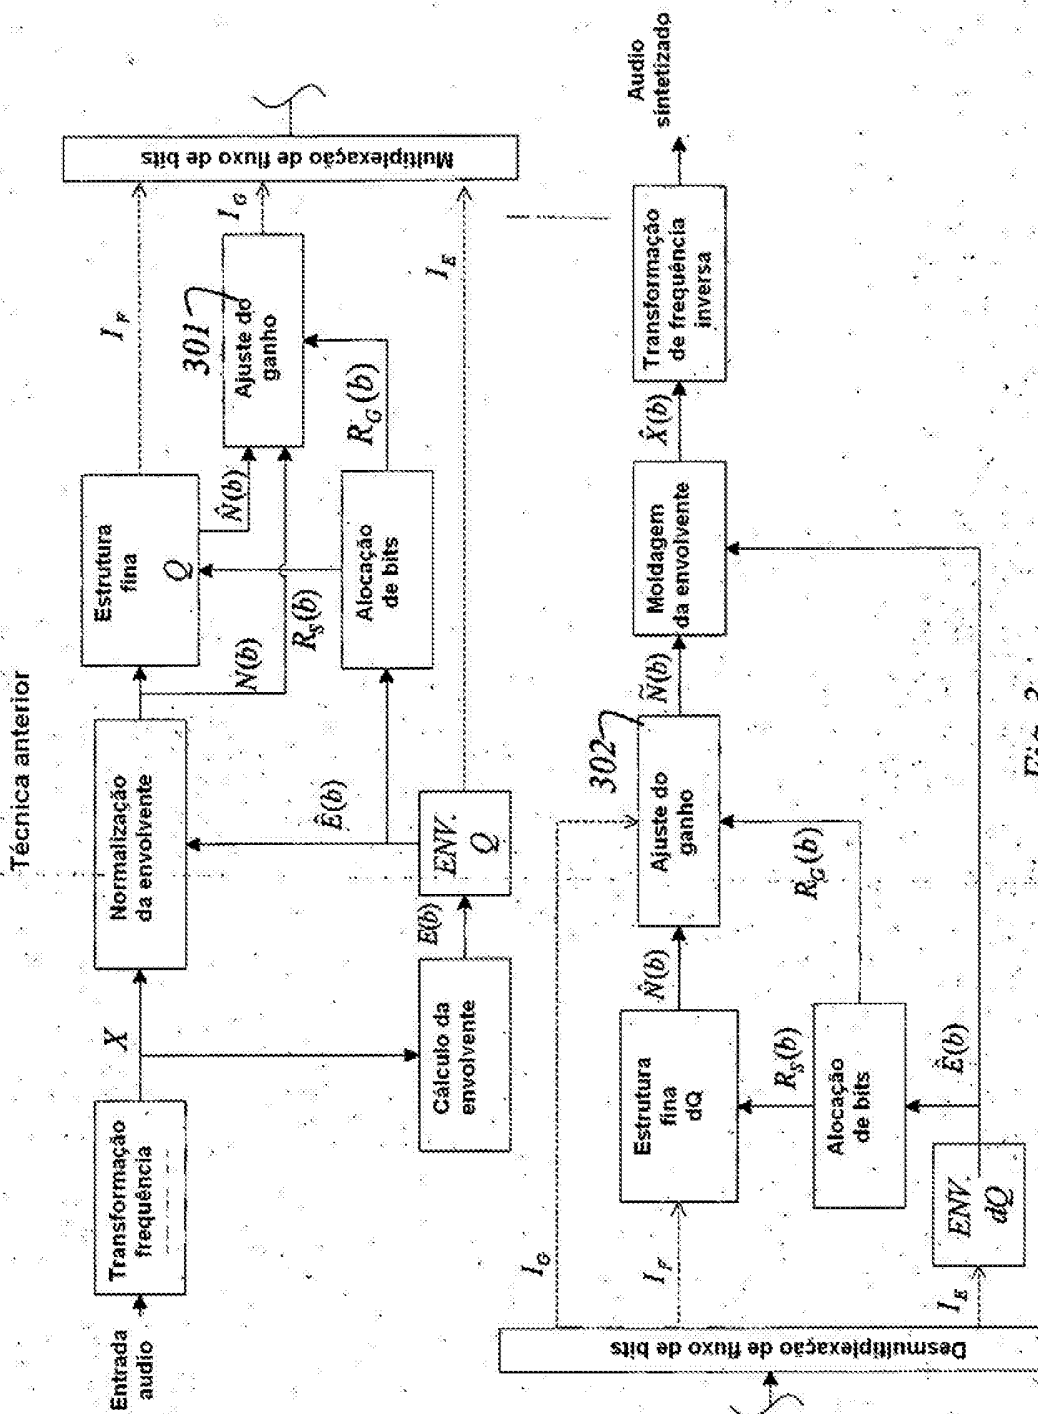 Técnica anterior
Entrada
audio
Transformação
frequência
X
Normalização
da envolvente
Estrutura
fina
Q
I_F
Cálculo da
envolvente
E(b)
ENV.
Q
Ê(b)
N(b)
R_S(b)
N̂(b)
Alocação
de bits
R_G(b)
301
Ajuste do
ganho
I_G
I_E
Multiplexação de fluxo de bits
Desmultiplexação de fluxo de bits
I_G
I_F
I_E
Estrutura
fina
dQ
ENV.
dQ
Alocação
de bits
R_S(b)
Ê(b)
N̂(b)
R_G(b)
302
Ajuste do
ganho
Ñ(b)
Moldagem
da envolvente
X̂(b)
Transformação
de frequência
inversa
Audio
sintetizado